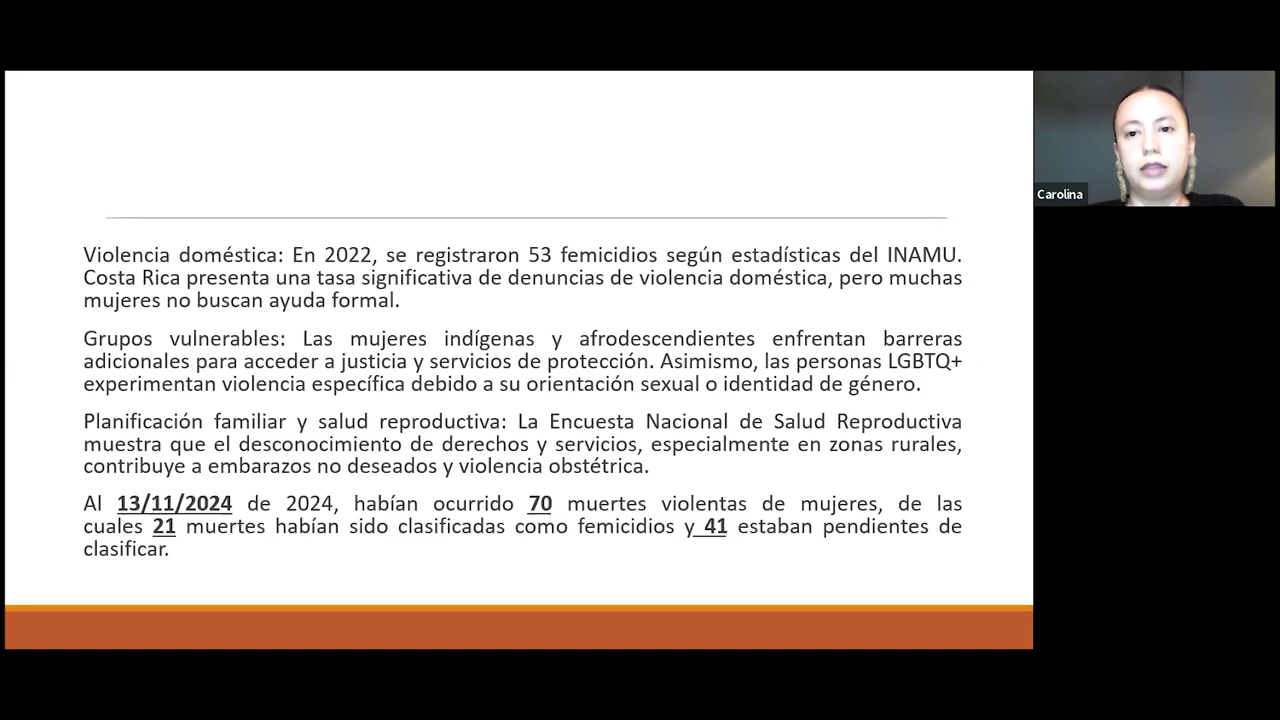 Violencia doméstica: En 2022, se registraron 53 femicidios según estadísticas del INAMU.
Costa Rica presenta una tasa significativa de denuncias de violencia doméstica, pero muchas
mujeres no buscan ayuda formal.
Grupos vulnerables: Las mujeres indígenas y afrodescendientes enfrentan barreras
adicionales para acceder a justicia y servicios de protección. Asimismo, las personas LGBTQ+
experimentan violencia específica debido a su orientación sexual o identidad de género.
Planificación familiar y salud reproductiva: La Encuesta Nacional de Salud Reproductiva
muestra que el desconocimiento de derechos y servicios, especialmente en zonas rurales,
contribuye a embarazos no deseados y violencia obstétrica.
Al 13/11/2024 de 2024, habían ocurrido 70 muertes violentas de mujeres, de las
cuales 21 muertes habían sido clasificadas como femicidios y 41 estaban pendientes de
clasificar.
Carolina